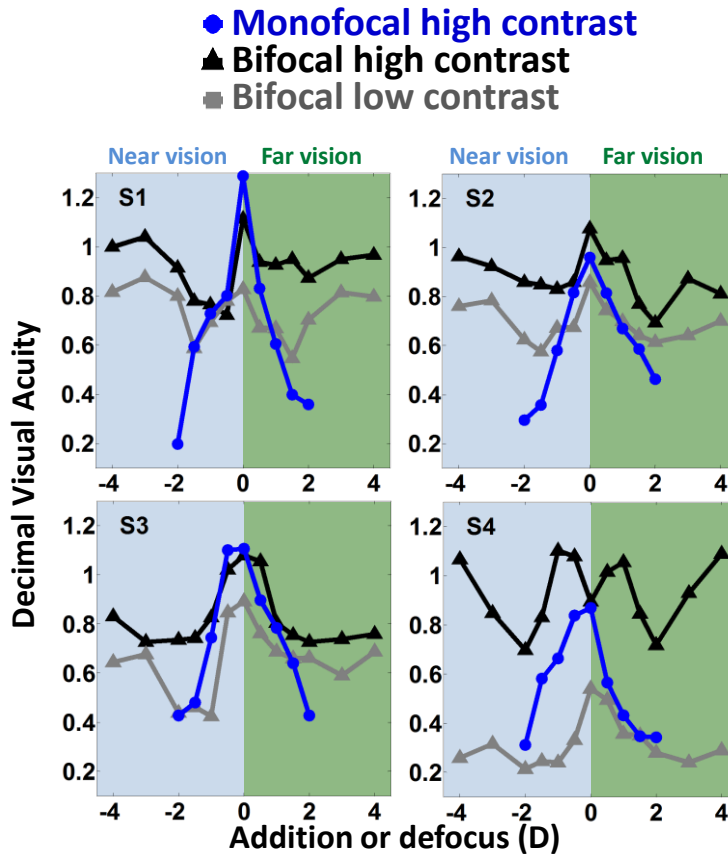 Monofocal high contrast
Bifocal high contrast
Bifocal low contrast
Near vision Far vision Near vision Far vision
S1
1.2
1
0.8
0.6
0.4
0.2
-4 -2 0 2 4
S2
1.2
1
0.8
0.6
0.4
0.2
-4 -2 0 2 4
S3
1.2
1
0.8
0.6
0.4
0.2
-4 -2 0 2 4
S4
1.2
1
0.8
0.6
0.4
0.2
-4 -2 0 2 4
Decimal Visual Acuity
Addition or defocus (D)